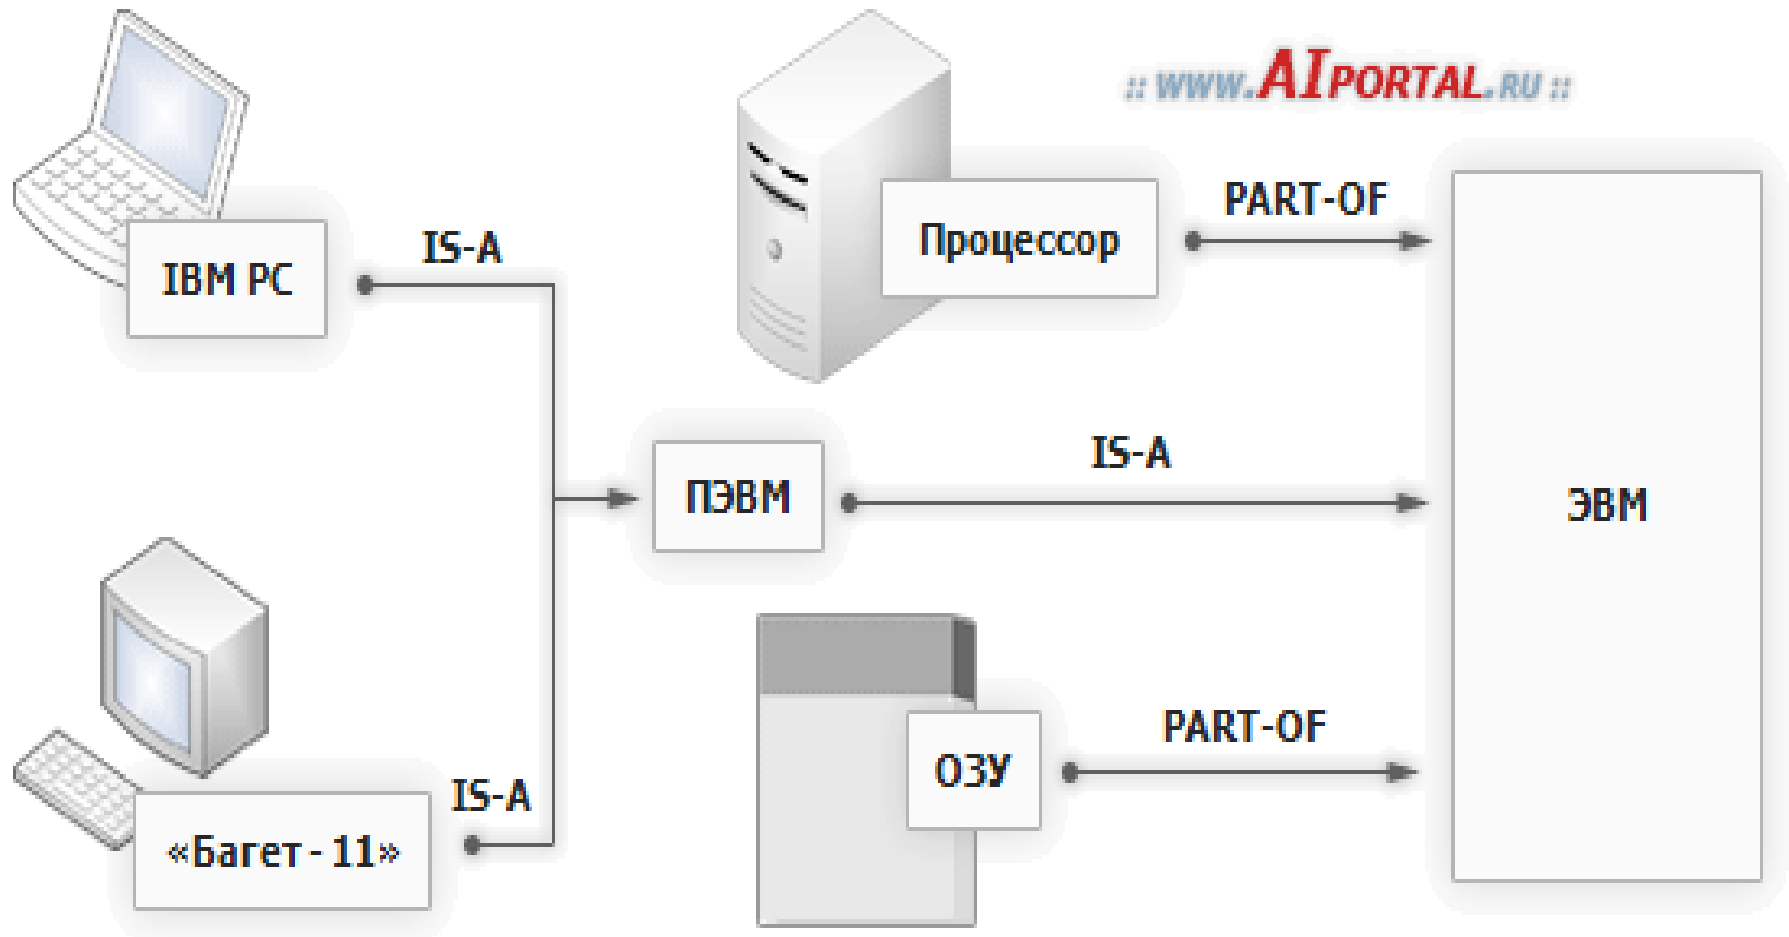 :: WWW.AIPORTAL.RU ::
PART-OF
Процессор
IS-A
IBM PC
IS-A
ПЭВМ
ЭВМ
PART-OF
ОЗУ
IS-A
«Багет - 11»